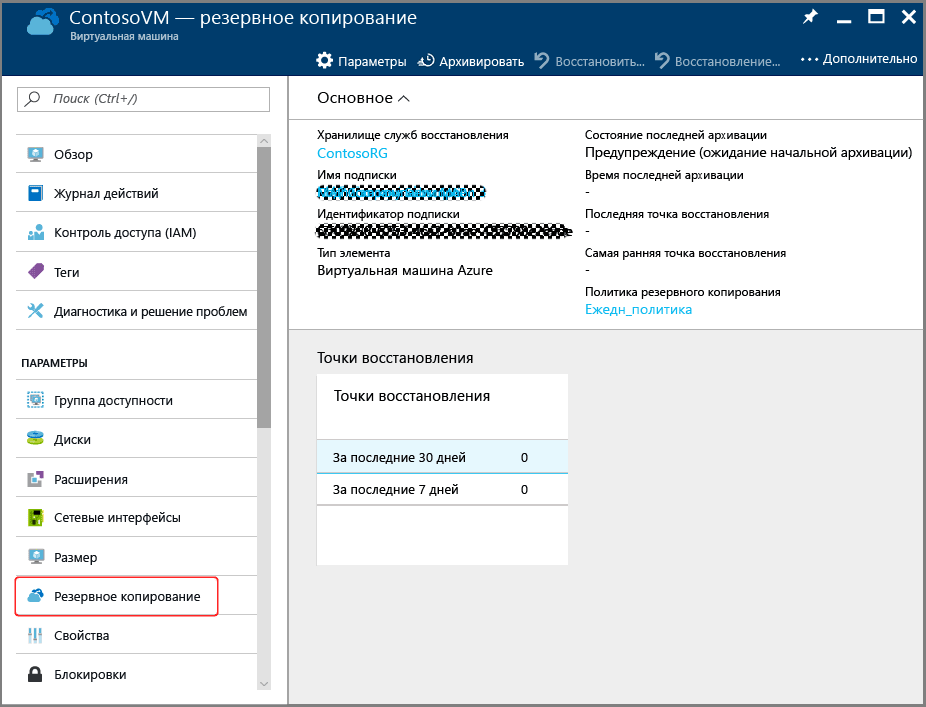 ContosoVM — резервное копирование
Виртуальная машина
Параметры Архивировать Восстановить... Восстановление... Дополнительно
Поиск (Ctrl+/)
Обзор
Журнал действий
Контроль доступа (IAM)
Теги
Диагностика и решение проблем
ПАРАМЕТРЫ
Группа доступности
Диски
Расширения
Сетевые интерфейсы
Размер
Резервное копирование
Свойства
Блокировки
Основное
Хранилище служб восстановления
ContosoRG
Имя подписки
Идентификатор подписки
Тип элемента
Виртуальная машина Azure
Состояние последней архивации
Предупреждение (ожидание начальной архивации)
Время последней архивации
-
Последняя точка восстановления
-
Самая ранняя точка восстановления
-
Политика резервного копирования
Ежедн_политика
Точки восстановления
Точки восстановления
За последние 30 дней 0
За последние 7 дней 0